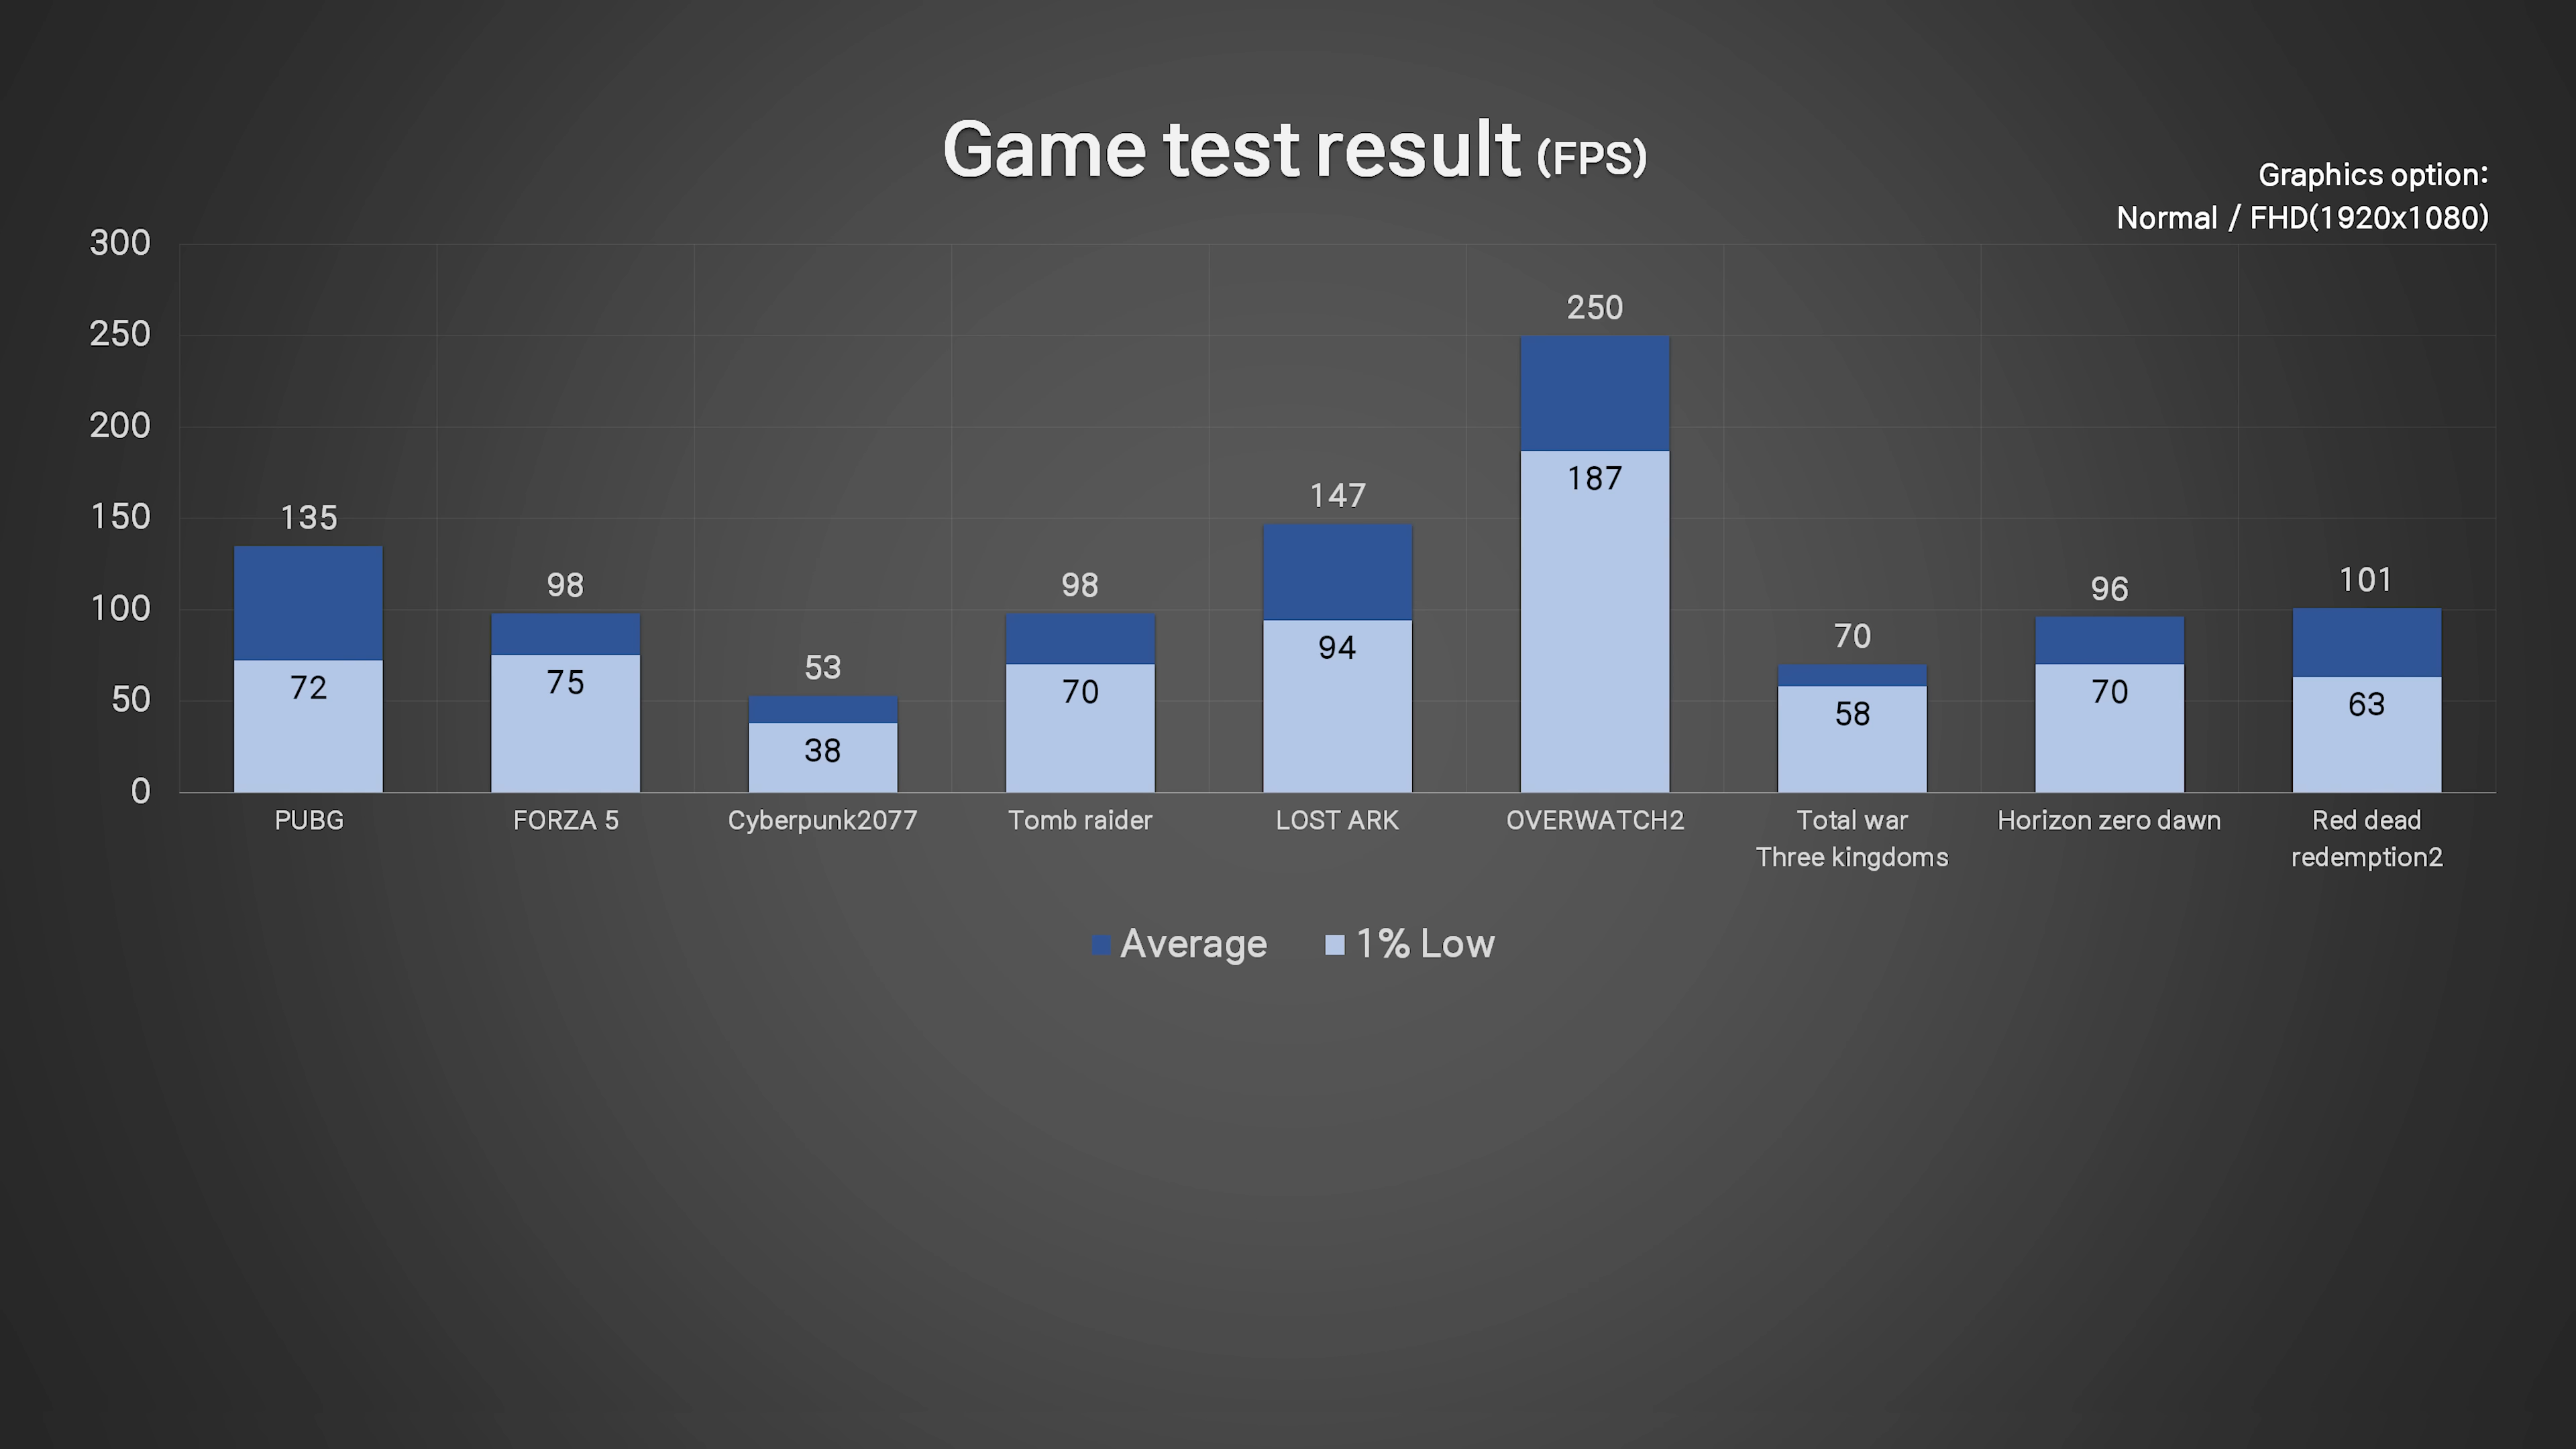 Game test result (FPS)
Graphics option:
Normal / FHD(1920x1080)
300
250
200
150
100
50
0
135
98
53
98
147
250
70
96
101
72
75
38
70
94
187
58
70
63
PUBG
FORZA 5
Cyberpunk2077
Tomb raider
LOST ARK
OVERWATCH2
Total war
Three kingdoms
Horizon zero dawn
Red dead
redemption2
Average
1% Low